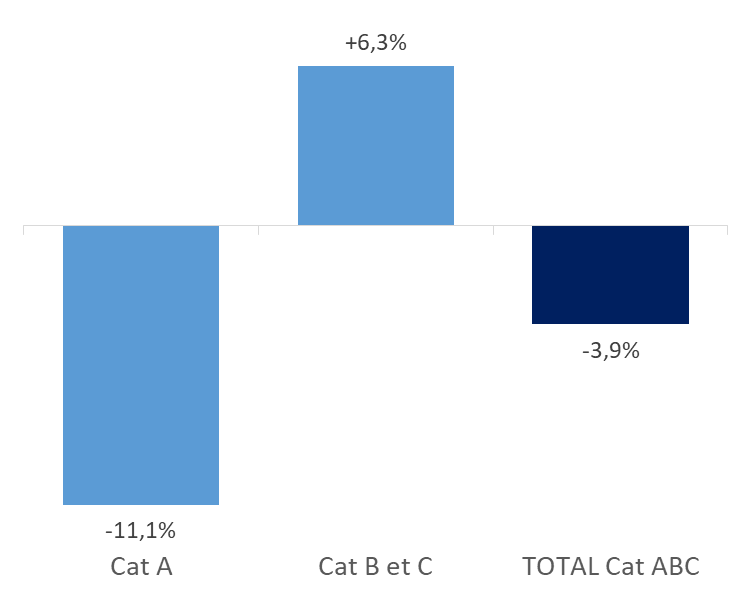 +6,3%
-3,9%
-11,1%
Cat A
Cat B et C
TOTAL Cat ABC